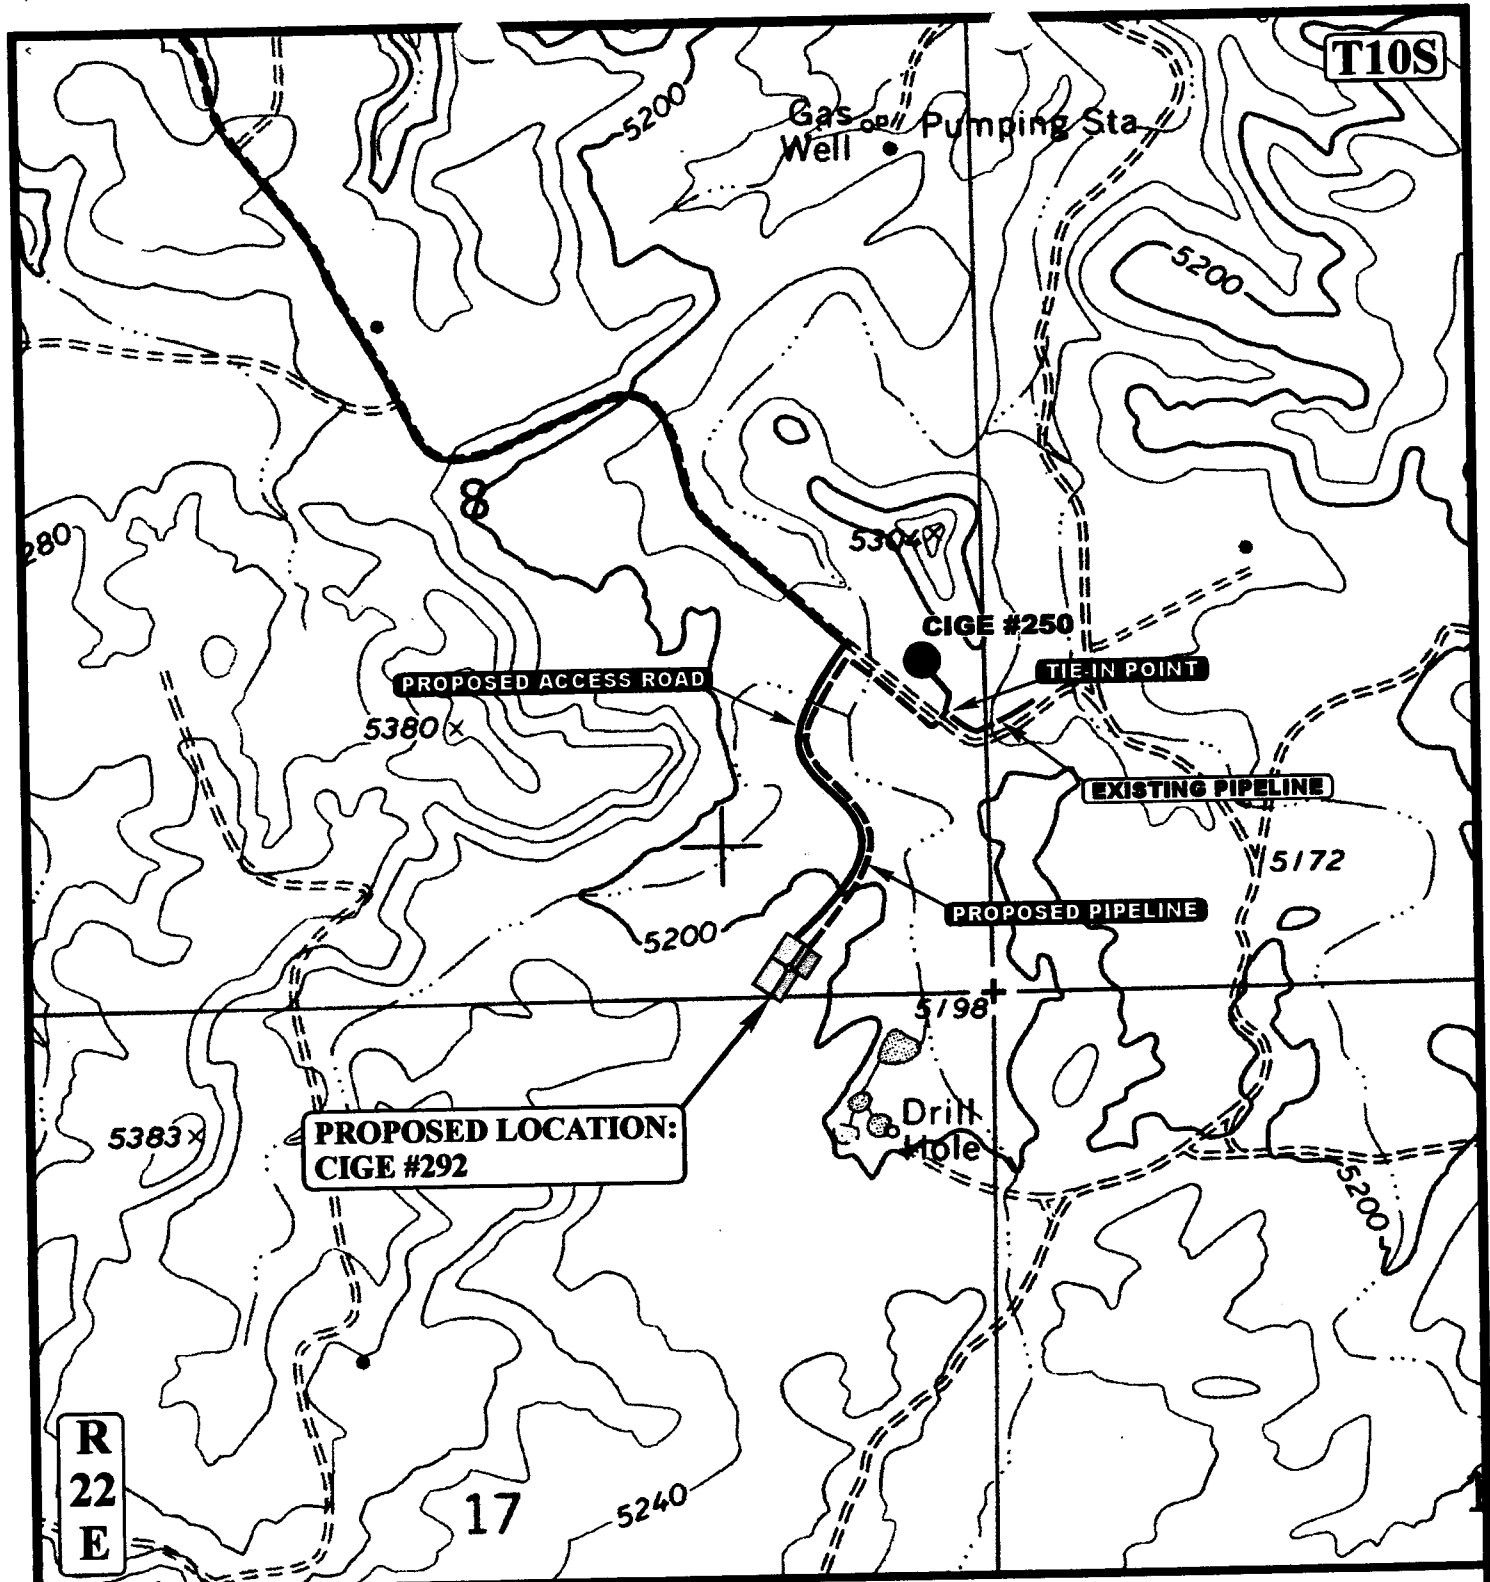 T10S
5200
Gas
Well
Pumping Sta
5200
8
280
5304
CIGE #250
TIE-IN POINT
PROPOSED ACCESS ROAD
5380
EXISTING PIPELINE
5172
PROPOSED PIPELINE
5200
5198
Drill
Hole
PROPOSED LOCATION:
CIGE #292
5383
5200
R
22
E
17
5240